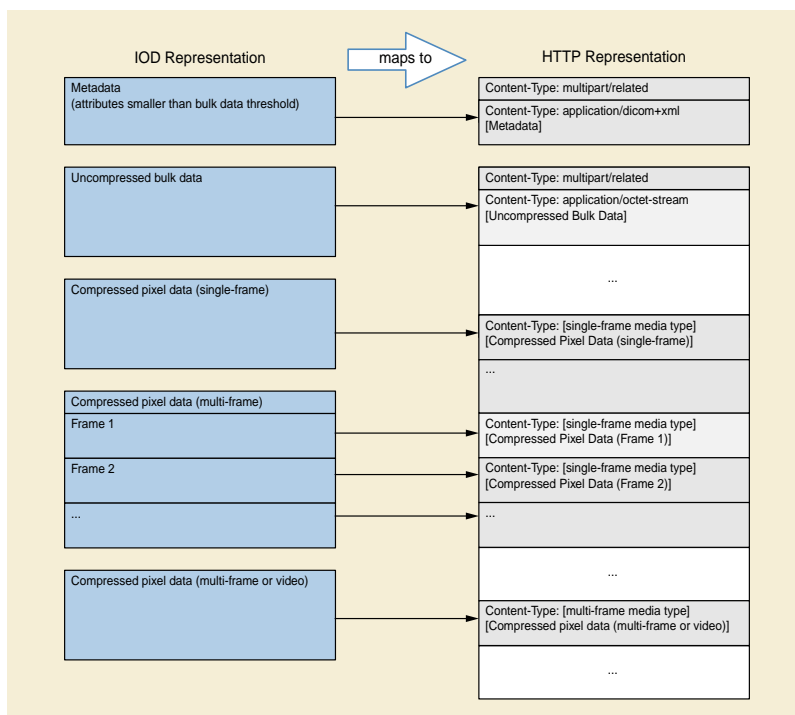 IOD Representation
maps to
HTTP Representation
Metadata
(attributes smaller than bulk data threshold)
Content-Type: multipart/related
Content-Type: application/dicom+xml
[Metadata]
Uncompressed bulk data
Content-Type: multipart/related
Content-Type: application/octet-stream
[Uncompressed Bulk Data]
...
Compressed pixel data (single-frame)
Content-Type: [single-frame media type]
[Compressed Pixel Data (single-frame)]
...
Compressed pixel data (multi-frame)
Frame 1
Content-Type: [single-frame media type]
[Compressed Pixel Data (Frame 1)]
Frame 2
Content-Type: [single-frame media type]
[Compressed Pixel Data (Frame 2)]
...
...
...
Compressed pixel data (multi-frame or video)
Content-Type: [multi-frame media type]
[Compressed pixel data (multi-frame or video)]
...